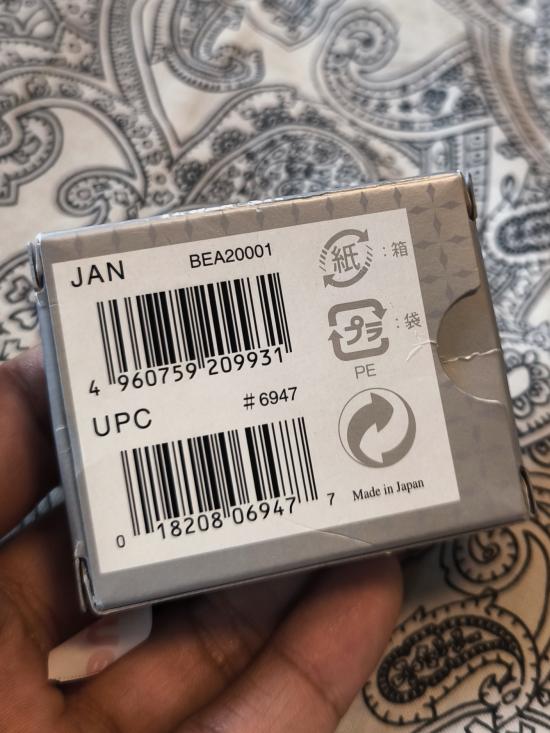 JAN
BEA20001
4 960759 209931
UPC
#6947
0 18208 06947 7
紙 : 箱
プラ : 袋
PE
Made in Japan